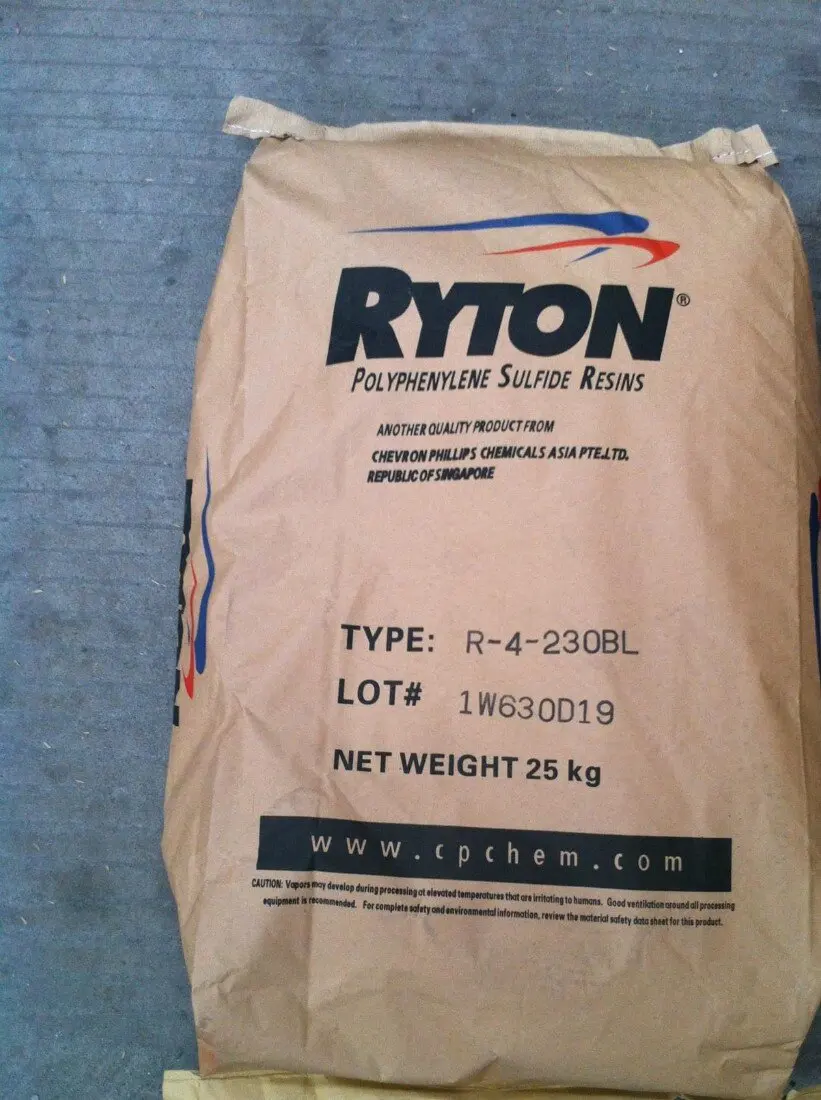 RYTON®
POLYPHENYLENE SULFIDE RESINS
ANOTHER QUALITY PRODUCT FROM
CHEVRON PHILLIPS CHEMICALS ASIA PTE.LTD.
REPUBLIC OF SINGAPORE
TYPE: R-4-230BL
LOT# 1W630D19
NET WEIGHT 25 kg
www.cpchem.com
CAUTION: Vapors may develop during processing at elevated temperatures that are irritating to humans. Good ventilation around all processing
equipment is recommended. For complete safety and environmental information, review the material safety data sheet for this product.